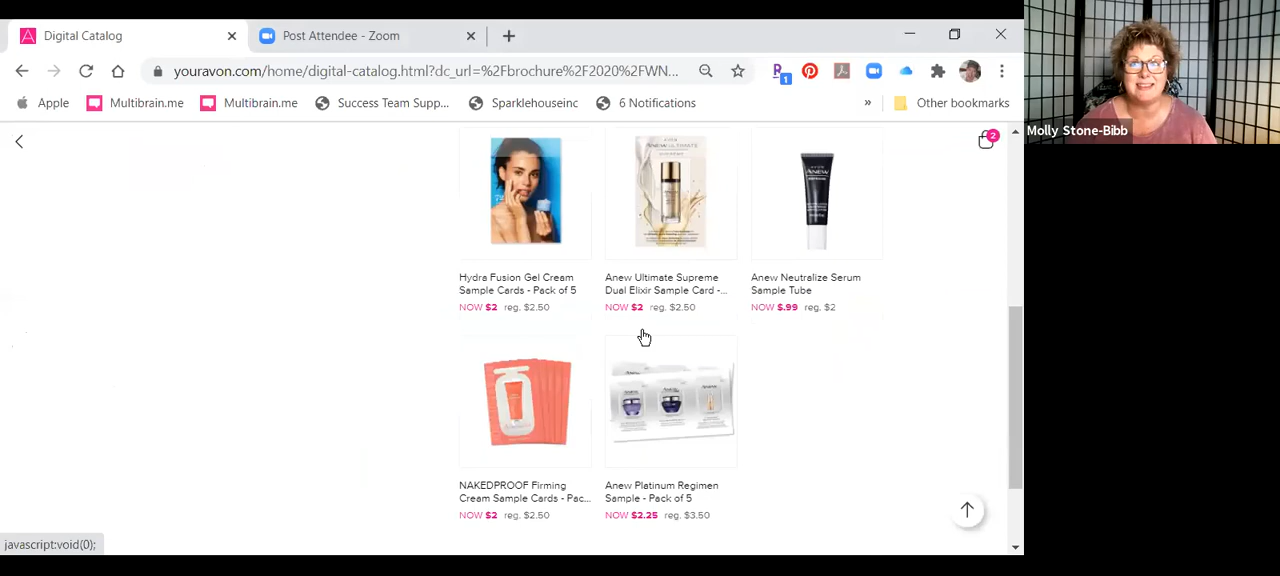 Digital Catalog
Post Attendee - Zoom
youravon.com/home/digital-catalog.html?dc_url=%2Fbrochure%2F2020%2FWN...
1
Apple
Multibrain.me
Multibrain.me
Success Team Supp...
Sparklehouseinc
6 Notifications
»
Other bookmarks
Molly Stone-Bibb
2
ANEW ULTIMATE
ANEW
Hydra Fusion Gel Cream
Sample Cards - Pack of 5
NOW $2 reg. $2.50
Anew Ultimate Supreme
Dual Elixir Sample Card -...
NOW $2 reg. $2.50
Anew Neutralize Serum
Sample Tube
NOW $.99 reg. $2
NAKEDPROOF Firming
Cream Sample Cards - Pac...
NOW $2 reg. $2.50
Anew Platinum Regimen
Sample - Pack of 5
NOW $2.25 reg. $3.50
javascript:void(0);